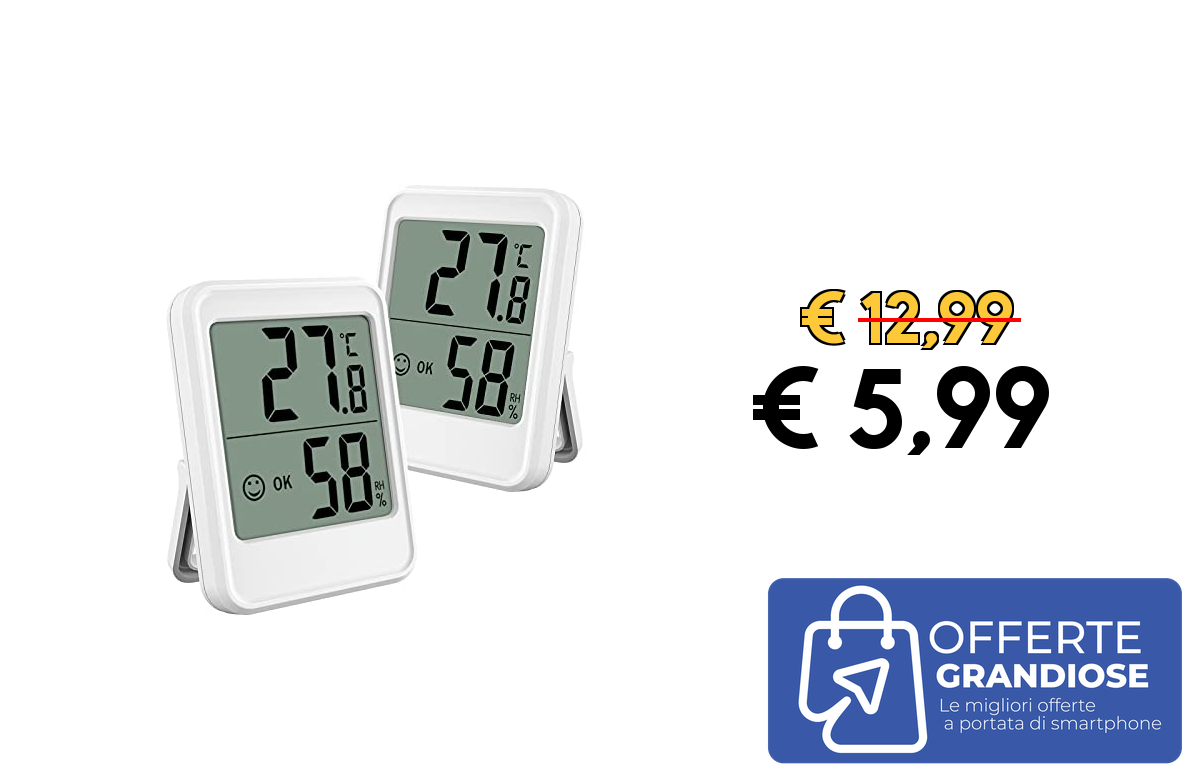 27.8 °C
OK 58 RH %
27.8 °C
OK 58 RH %
€ 12,99
€ 5,99
OFFERTE
GRANDIOSE
Le migliori offerte
a portata di smartphone